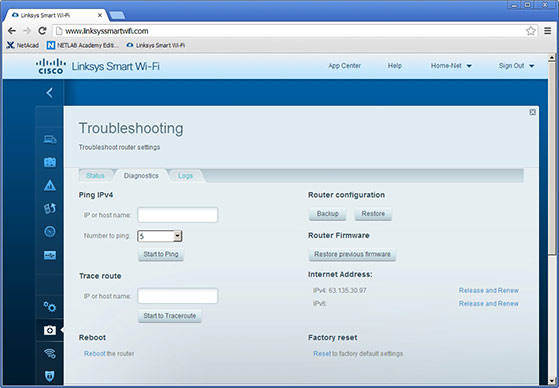 Linksys Smart Wi-Fi
www.linksyssmartwifi.com
NetAcad NETLAB Academy Editi... Linksys Smart Wi-Fi
CISCO Linksys Smart Wi-Fi App Center Help Home-Net Sign Out
Troubleshooting
Troubleshoot router settings
Status Diagnostics Logs
Ping IPv4
IP or host name:
Number to ping: 5
Start to Ping
Trace route
IP or host name:
Start to Traceroute
Reboot
Reboot the router
Router configuration
Backup Restore
Router Firmware
Restore previous firmware
Internet Address:
IPv4: 63.135.30.97 Release and Renew
IPv6: Release and Renew
Factory reset
Reset to factory default settings